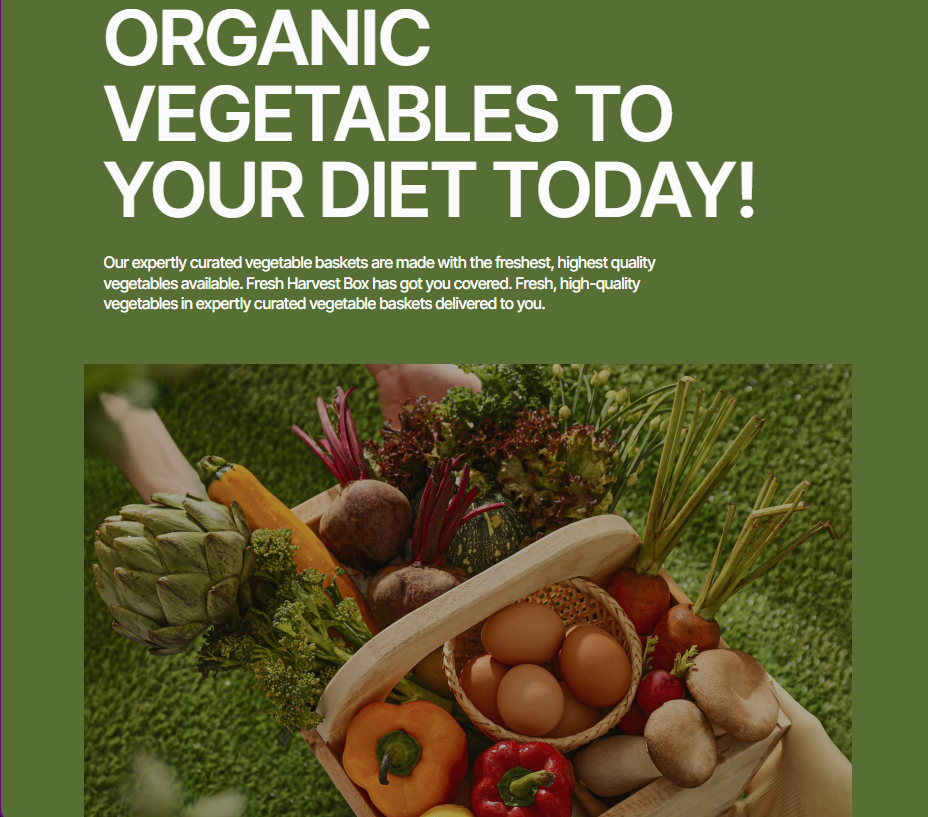 ORGANIC
VEGETABLES TO
YOUR DIET TODAY!
Our expertly curated vegetable baskets are made with the freshest, highest quality
vegetables available. Fresh Harvest Box has got you covered. Fresh, high-quality
vegetables in expertly curated vegetable baskets delivered to you.